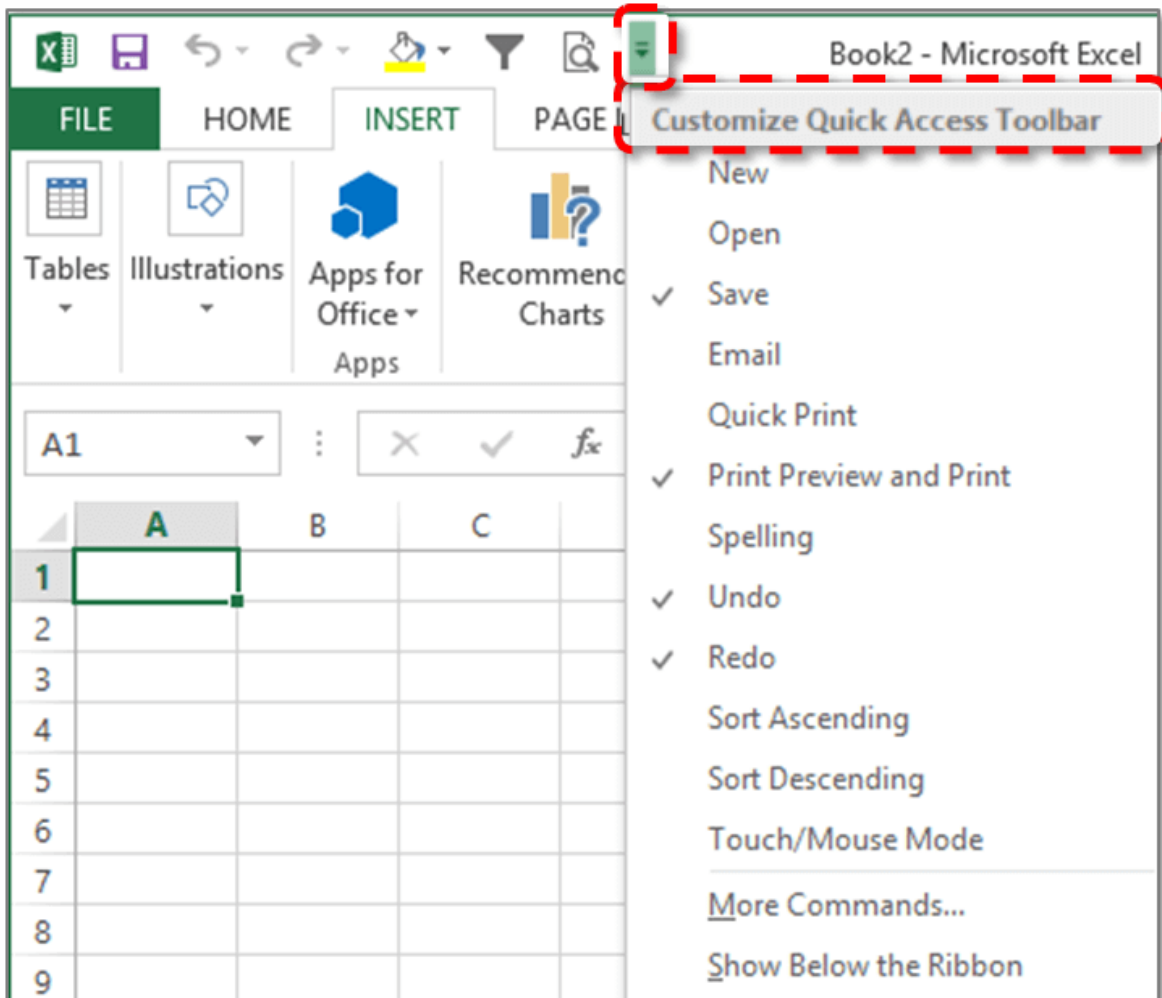 Book2 - Microsoft Excel
FILE HOME INSERT PAGE
Customize Quick Access Toolbar
New
Open
Save
Email
Quick Print
Print Preview and Print
Spelling
Undo
Redo
Sort Ascending
Sort Descending
Touch/Mouse Mode
More Commands...
Show Below the Ribbon
Tables
Illustrations
Apps for
Office
Apps
Recommend
Charts
A1
fx
A B C
1
2
3
4
5
6
7
8
9